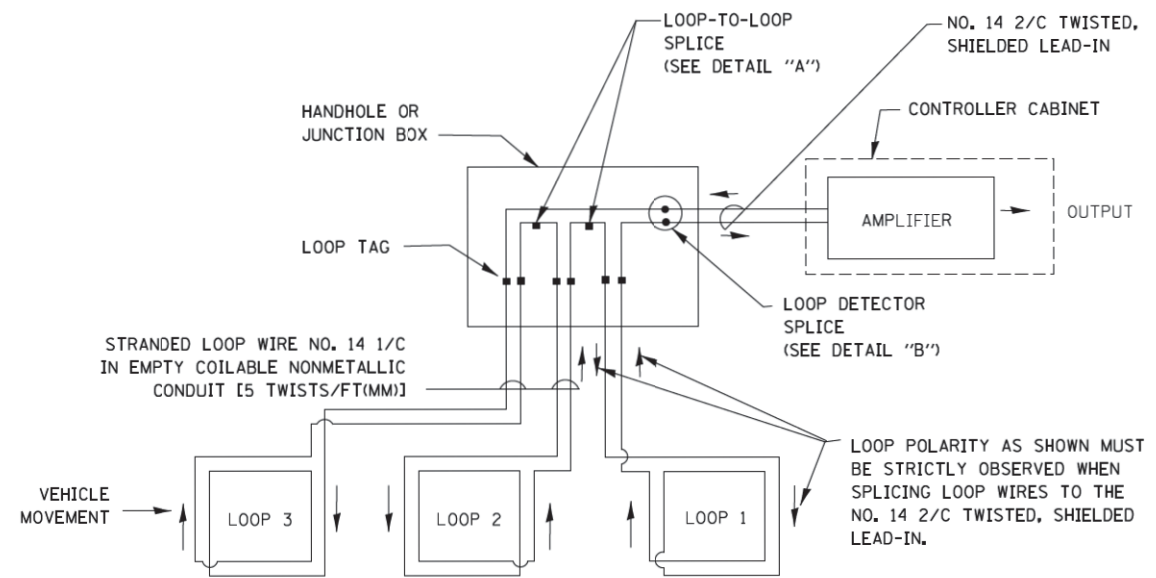 LOOP-TO-LOOP
SPLICE
(SEE DETAIL "A")
NO. 14 2/C TWISTED,
SHIELDED LEAD-IN
HANDHOLE OR
JUNCTION BOX
CONTROLLER CABINET
AMPLIFIER
OUTPUT
LOOP TAG
LOOP DETECTOR
SPLICE
(SEE DETAIL "B")
STRANDED LOOP WIRE NO. 14 1/C
IN EMPTY COILABLE NONMETALLIC
CONDUIT [5 TWISTS/FT(MM)]
LOOP POLARITY AS SHOWN MUST
BE STRICTLY OBSERVED WHEN
SPLICING LOOP WIRES TO THE
NO. 14 2/C TWISTED, SHIELDED
LEAD-IN.
VEHICLE
MOVEMENT
LOOP 3
LOOP 2
LOOP 1